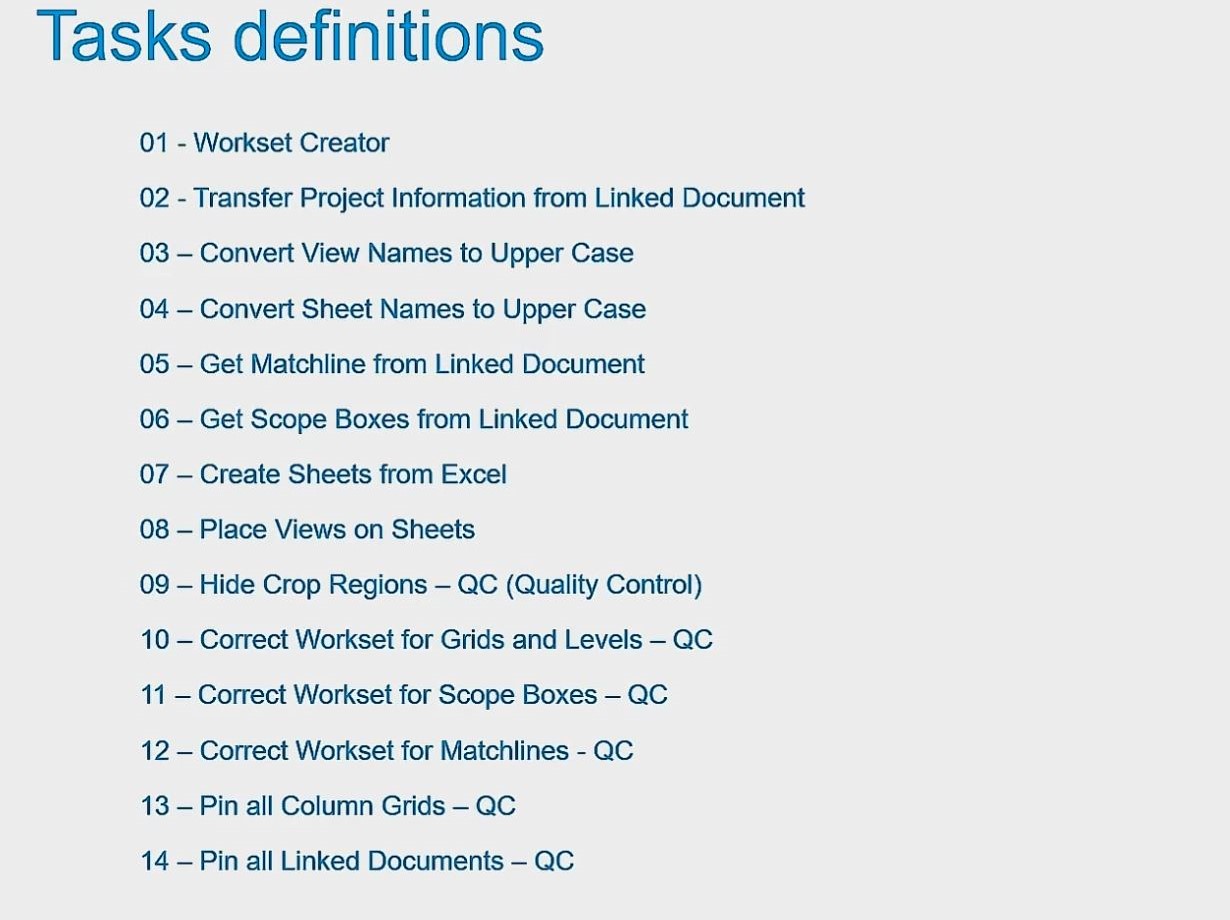 Tasks definitions
01 - Workset Creator
02 - Transfer Project Information from Linked Document
03 – Convert View Names to Upper Case
04 – Convert Sheet Names to Upper Case
05 – Get Matchline from Linked Document
06 – Get Scope Boxes from Linked Document
07 – Create Sheets from Excel
08 – Place Views on Sheets
09 – Hide Crop Regions – QC (Quality Control)
10 – Correct Workset for Grids and Levels – QC
11 – Correct Workset for Scope Boxes – QC
12 – Correct Workset for Matchlines - QC
13 – Pin all Column Grids – QC
14 – Pin all Linked Documents – QC